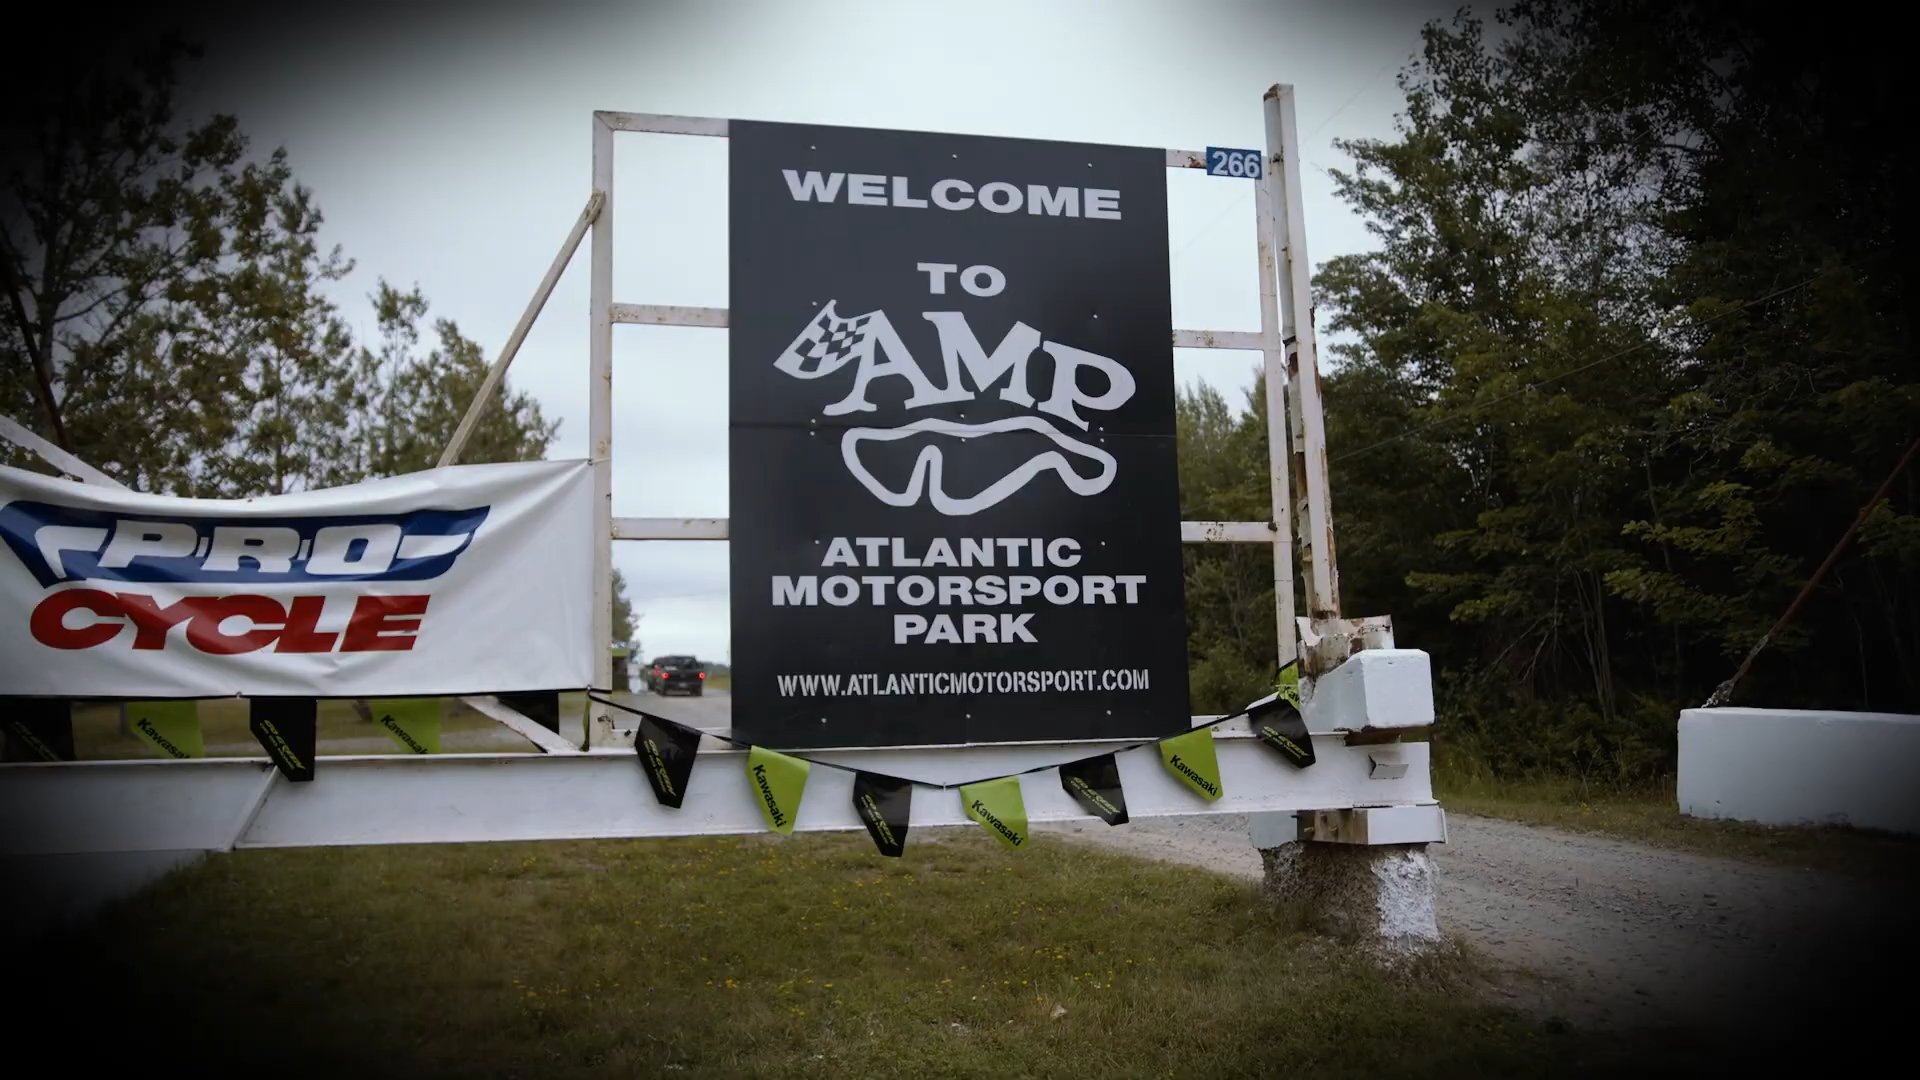 WELCOME
TO
AMP
ATLANTIC
MOTORSPORT
PARK
WWW.ATLANTICMOTORSPORT.COM
266
PRO
CYCLE
Kawasaki
Kawasaki
Kawasaki
Kawasaki
Kawasaki